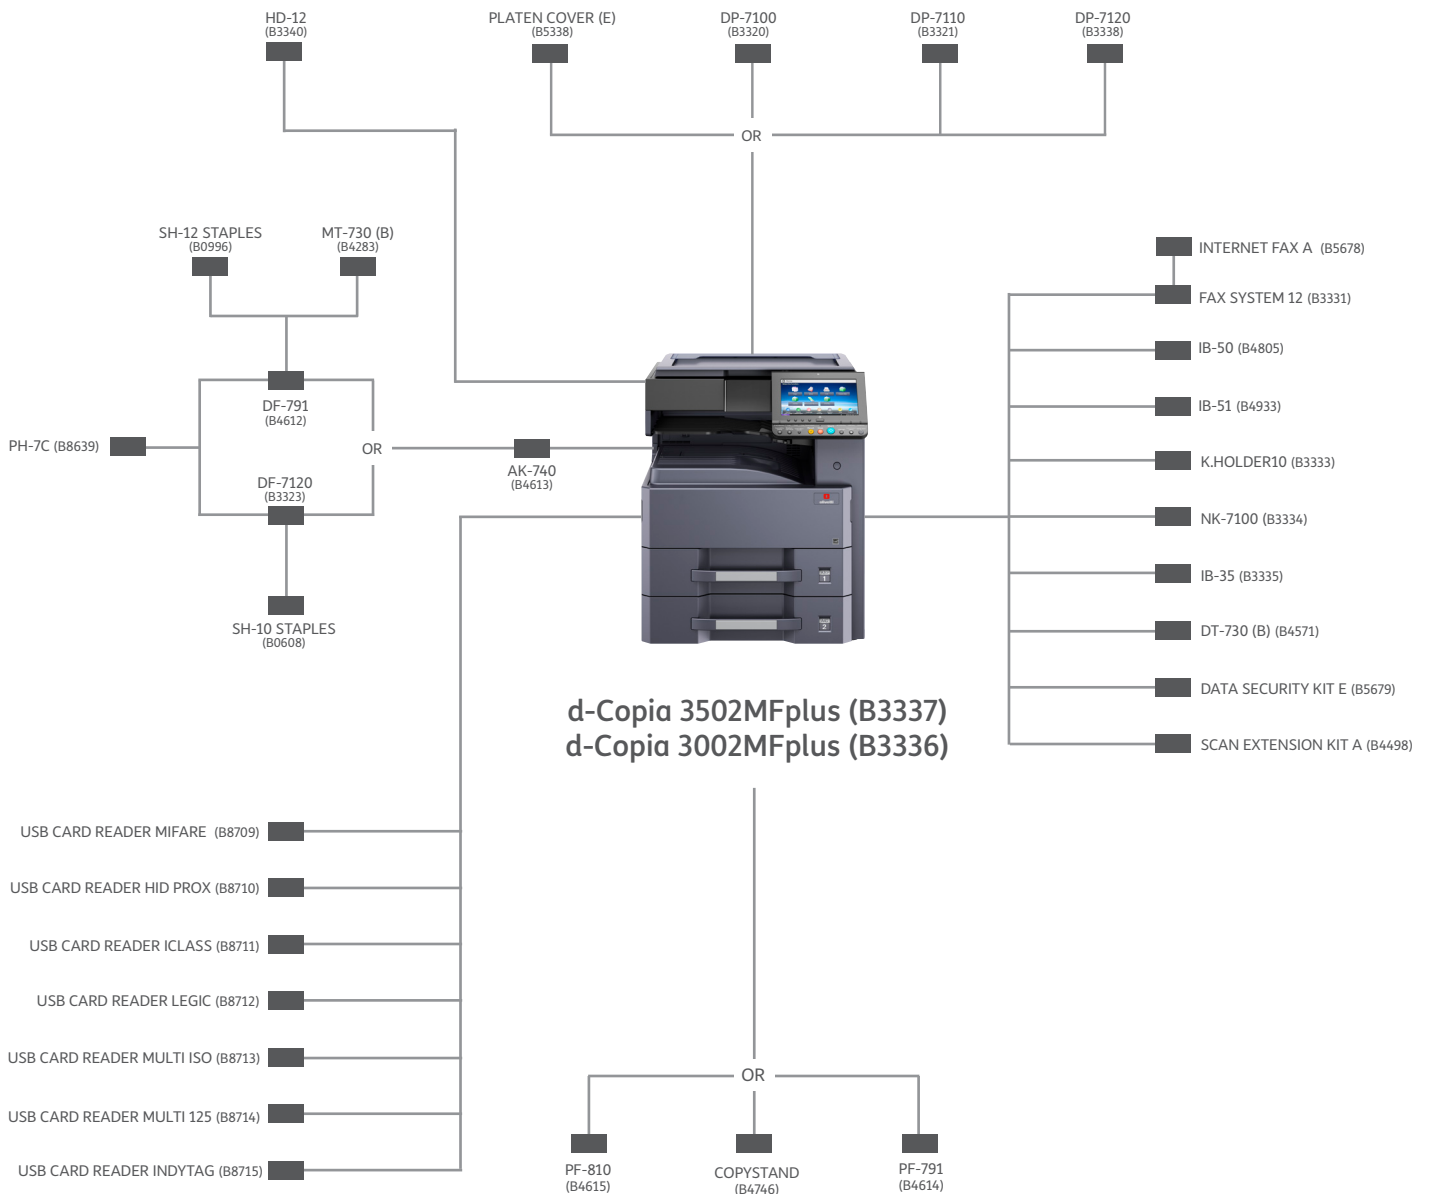 HD-12
(B3340)
PLATEN COVER (E)
(B5338)
DP-7100
(B3320)
DP-7110
(B3321)
DP-7120
(B3338)
OR
SH-12 STAPLES
(B0996)
MT-730 (B)
(B4283)
DF-791
(B4612)
PH-7C (B8639)
OR
AK-740
(B4613)
DF-7120
(B3323)
SH-10 STAPLES
(B0608)
INTERNET FAX A (B5678)
FAX SYSTEM 12 (B3331)
IB-50 (B4805)
IB-51 (B4933)
K.HOLDER10 (B3333)
NK-7100 (B3334)
IB-35 (B3335)
DT-730 (B) (B4571)
DATA SECURITY KIT E (B5679)
SCAN EXTENSION KIT A (B4498)
1
2
d-Copia 3502MFplus (B3337)
d-Copia 3002MFplus (B3336)
USB CARD READER MIFARE (B8709)
USB CARD READER HID PROX (B8710)
USB CARD READER ICLASS (B8711)
USB CARD READER LEGIC (B8712)
USB CARD READER MULTI ISO (B8713)
USB CARD READER MULTI 125 (B8714)
USB CARD READER INDYTAG (B8715)
OR
PF-810
(B4615)
COPYSTAND
(B4746)
PF-791
(B4614)